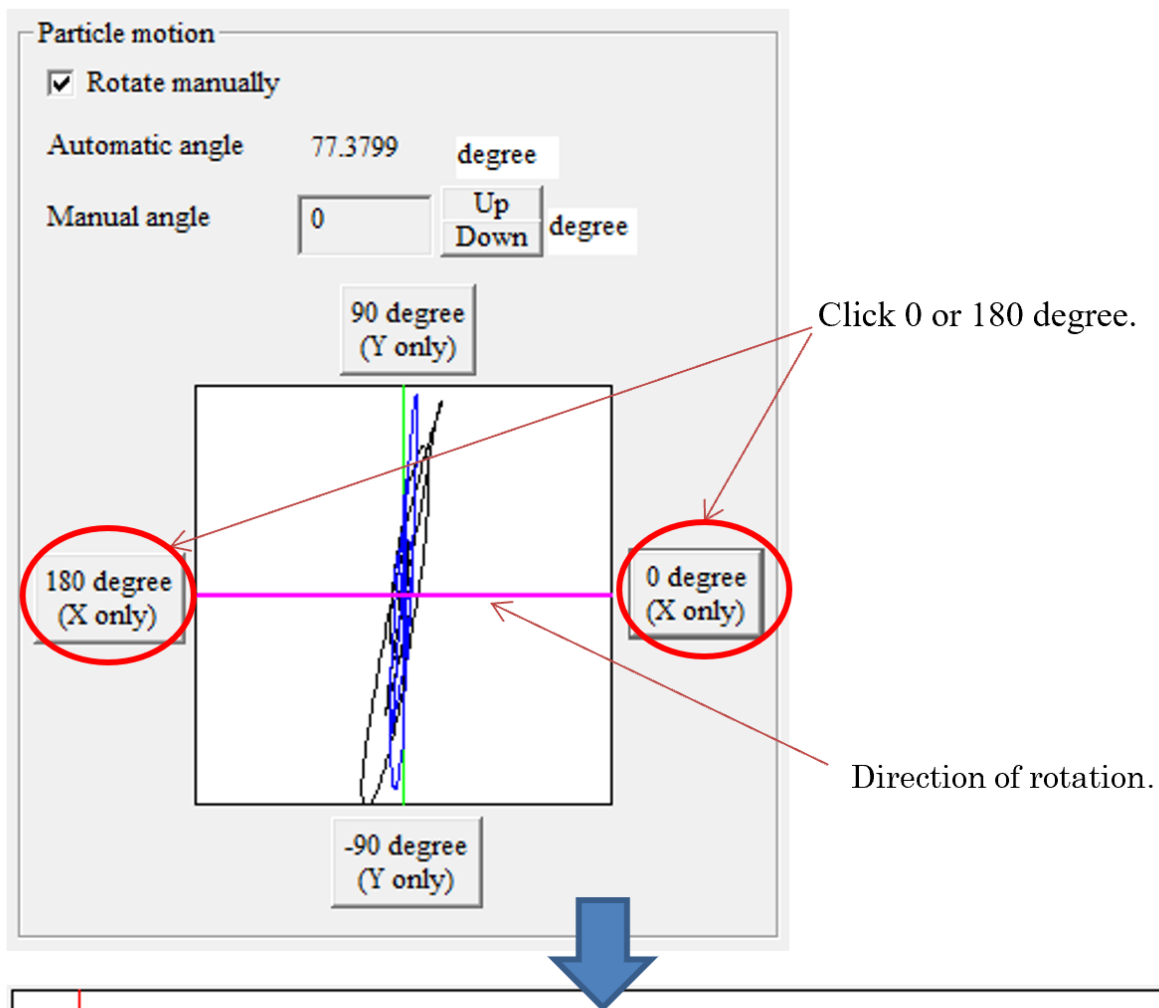 Particle motion
Rotate manually
Automatic angle 77.3799 degree
Manual angle 0 Up Down degree
90 degree
(Y only)
Click 0 or 180 degree.
180 degree
(X only)
0 degree
(X only)
Direction of rotation.
-90 degree
(Y only)